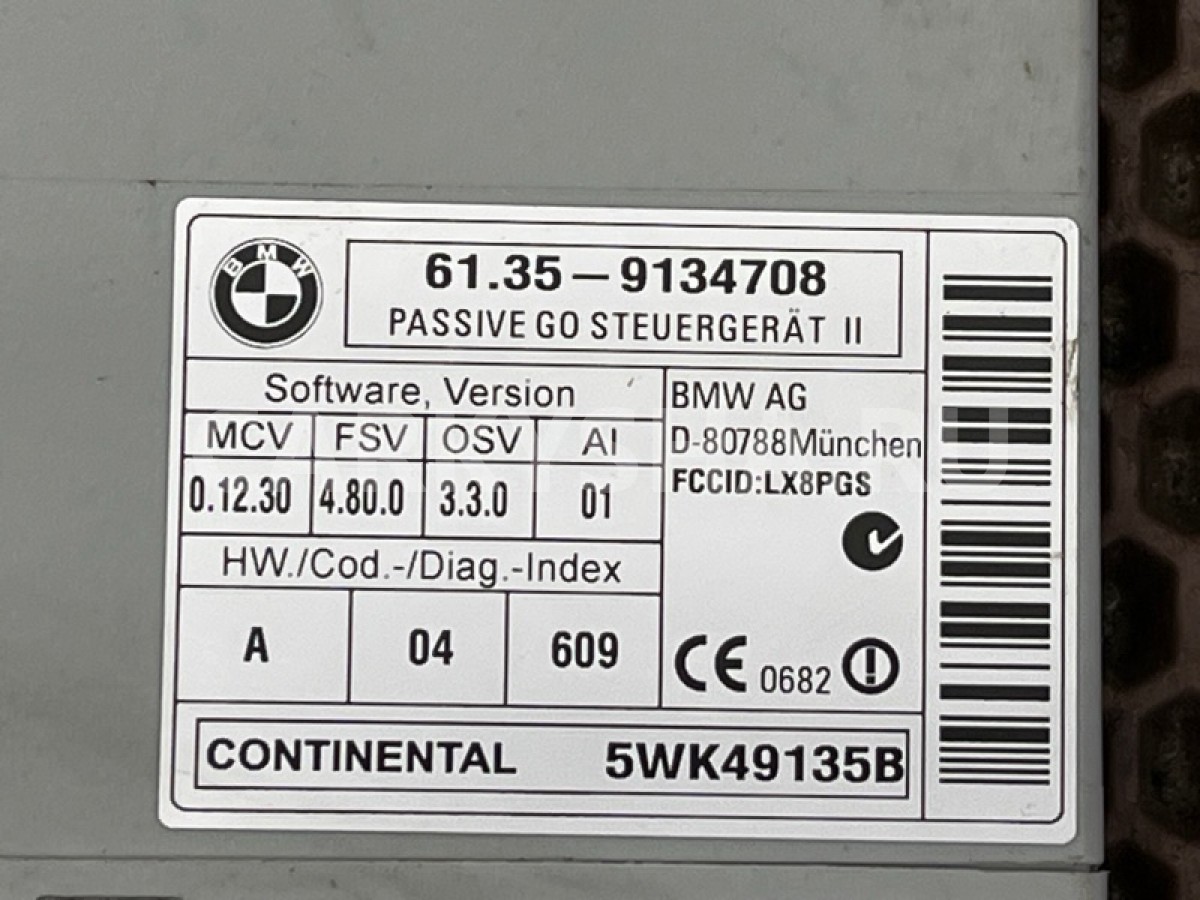 BMW
61.35-9134708
PASSIVE GO STEUERGERÄT II
Software, Version
MCV FSV OSV AI
0.12.30 4.80.0 3.3.0 01
HW./Cod.-/Diag.-Index
A 04 609
BMW AG
D-80788München
FCCID:LX8PGS
CE 0682
CONTINENTAL 5WK49135B